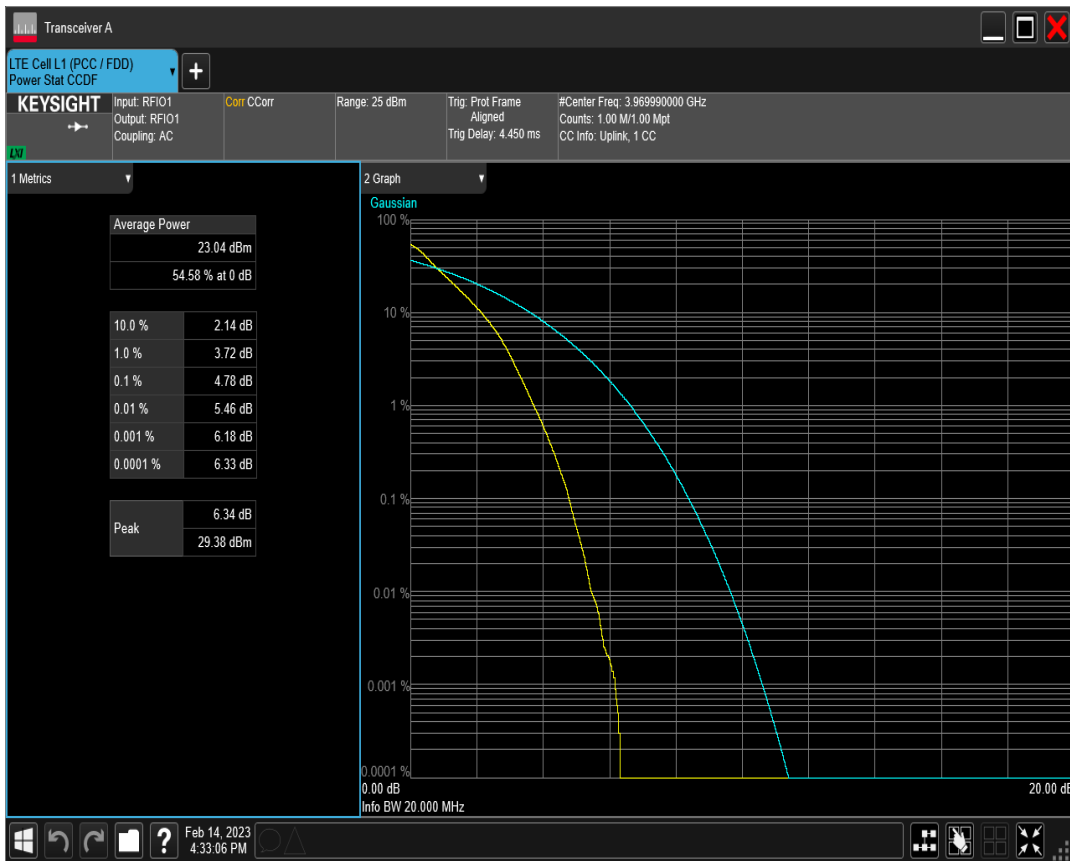 Transceiver A
LTE Cell L1 (PCC / FDD)
Power Stat CCDF
+
KEYSIGHT
LXI
Input: RFIO1
Output: RFIO1
Coupling: AC
Corr CCorr
Range: 25 dBm
Trig: Prot Frame
Aligned
Trig Delay: 4.450 ms
#Center Freq: 3.969990000 GHz
Counts: 1.00 M/1.00 Mpt
CC Info: Uplink, 1 CC
1 Metrics
Average Power
23.04 dBm
54.58 % at 0 dB
10.0 % 2.14 dB
1.0 % 3.72 dB
0.1 % 4.78 dB
0.01 % 5.46 dB
0.001 % 6.18 dB
0.0001 % 6.33 dB
Peak
6.34 dB
29.38 dBm
2 Graph
Gaussian
100 %
10 %
1 %
0.1 %
0.01 %
0.001 %
0.0001 %
0.00 dB
20.00 dB
Info BW 20.000 MHz
?
Feb 14, 2023
4:33:06 PM